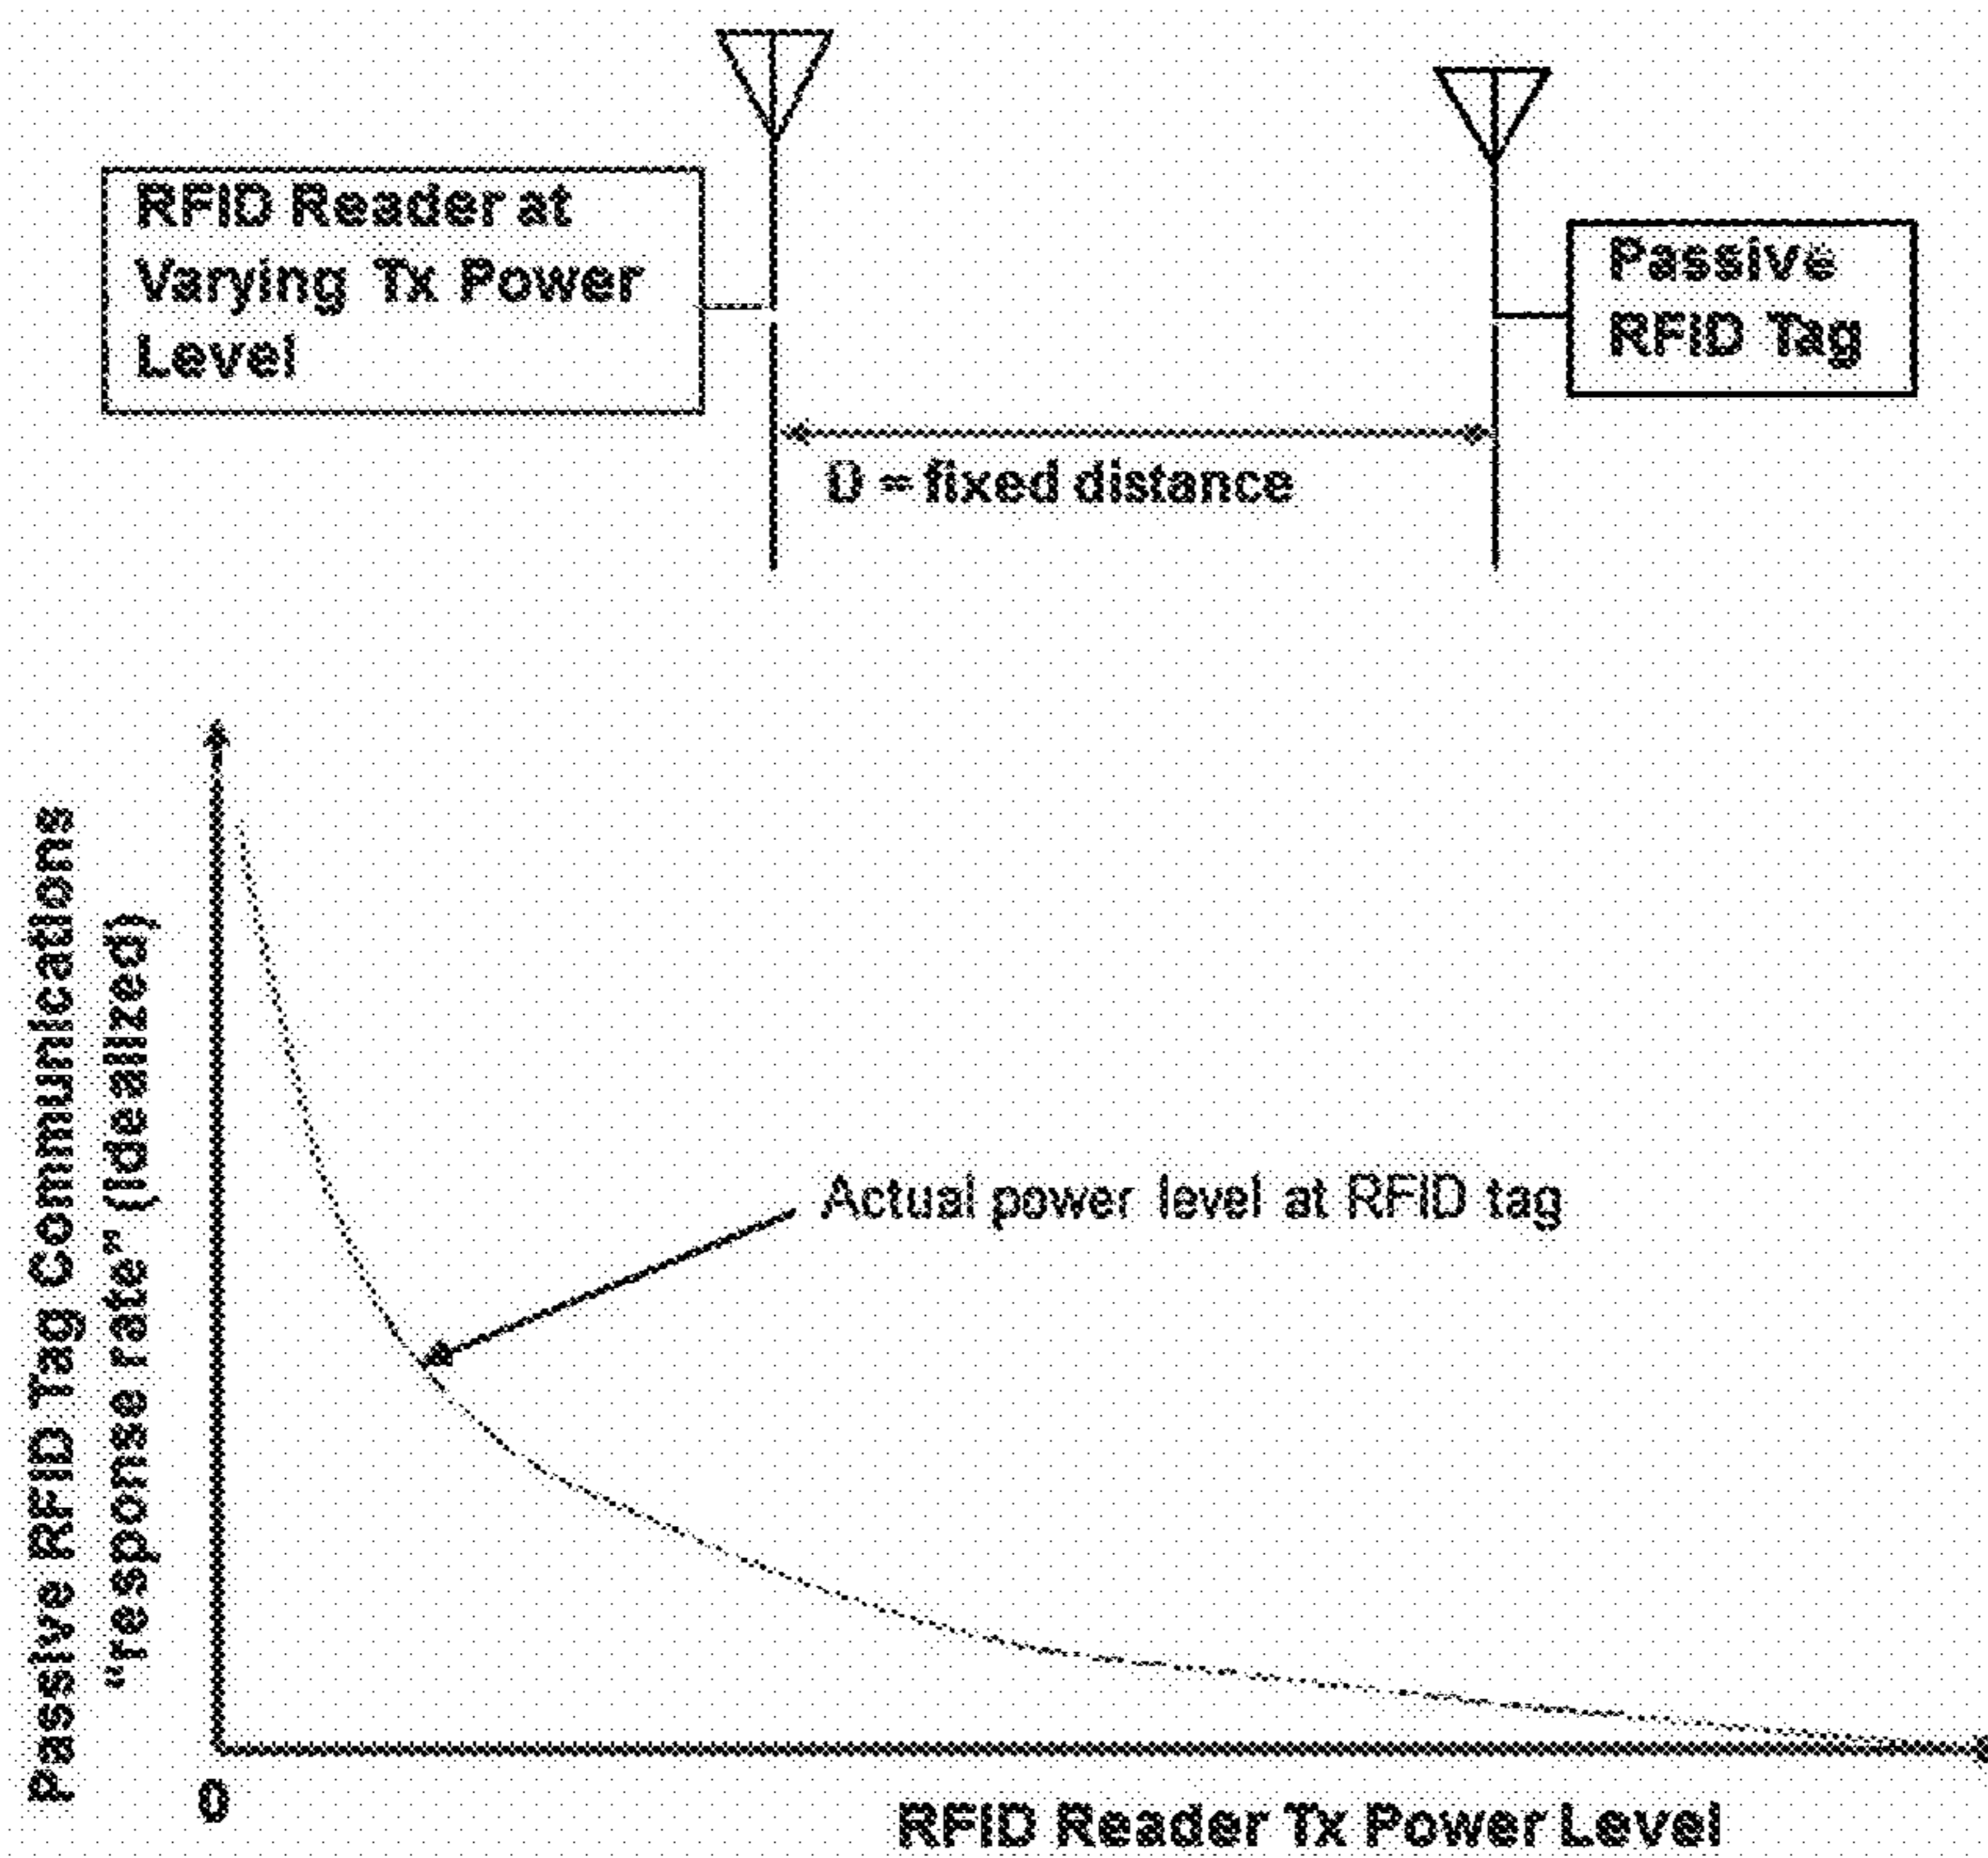 RFID Reader at
Varying Tx Power
Level
Passive
RFID Tag
D = fixed distance
Passive RFID Tag Communications
"response rate" (idealized)
Actual power level at RFID tag
0
RFID Reader Tx Power Level